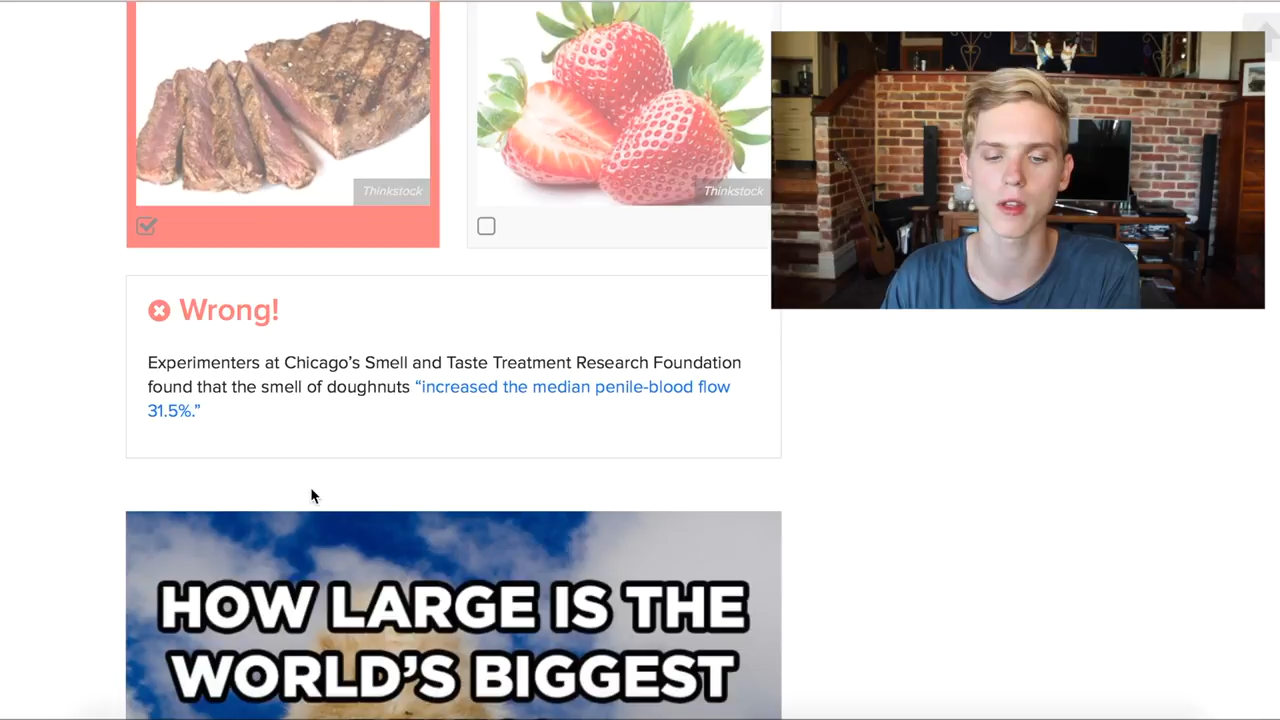 Thinkstock
Thinkstock
Wrong!
Experimenters at Chicago’s Smell and Taste Treatment Research Foundation
found that the smell of doughnuts “increased the median penile-blood flow
31.5%.”
HOW LARGE IS THE
WORLD’S BIGGEST